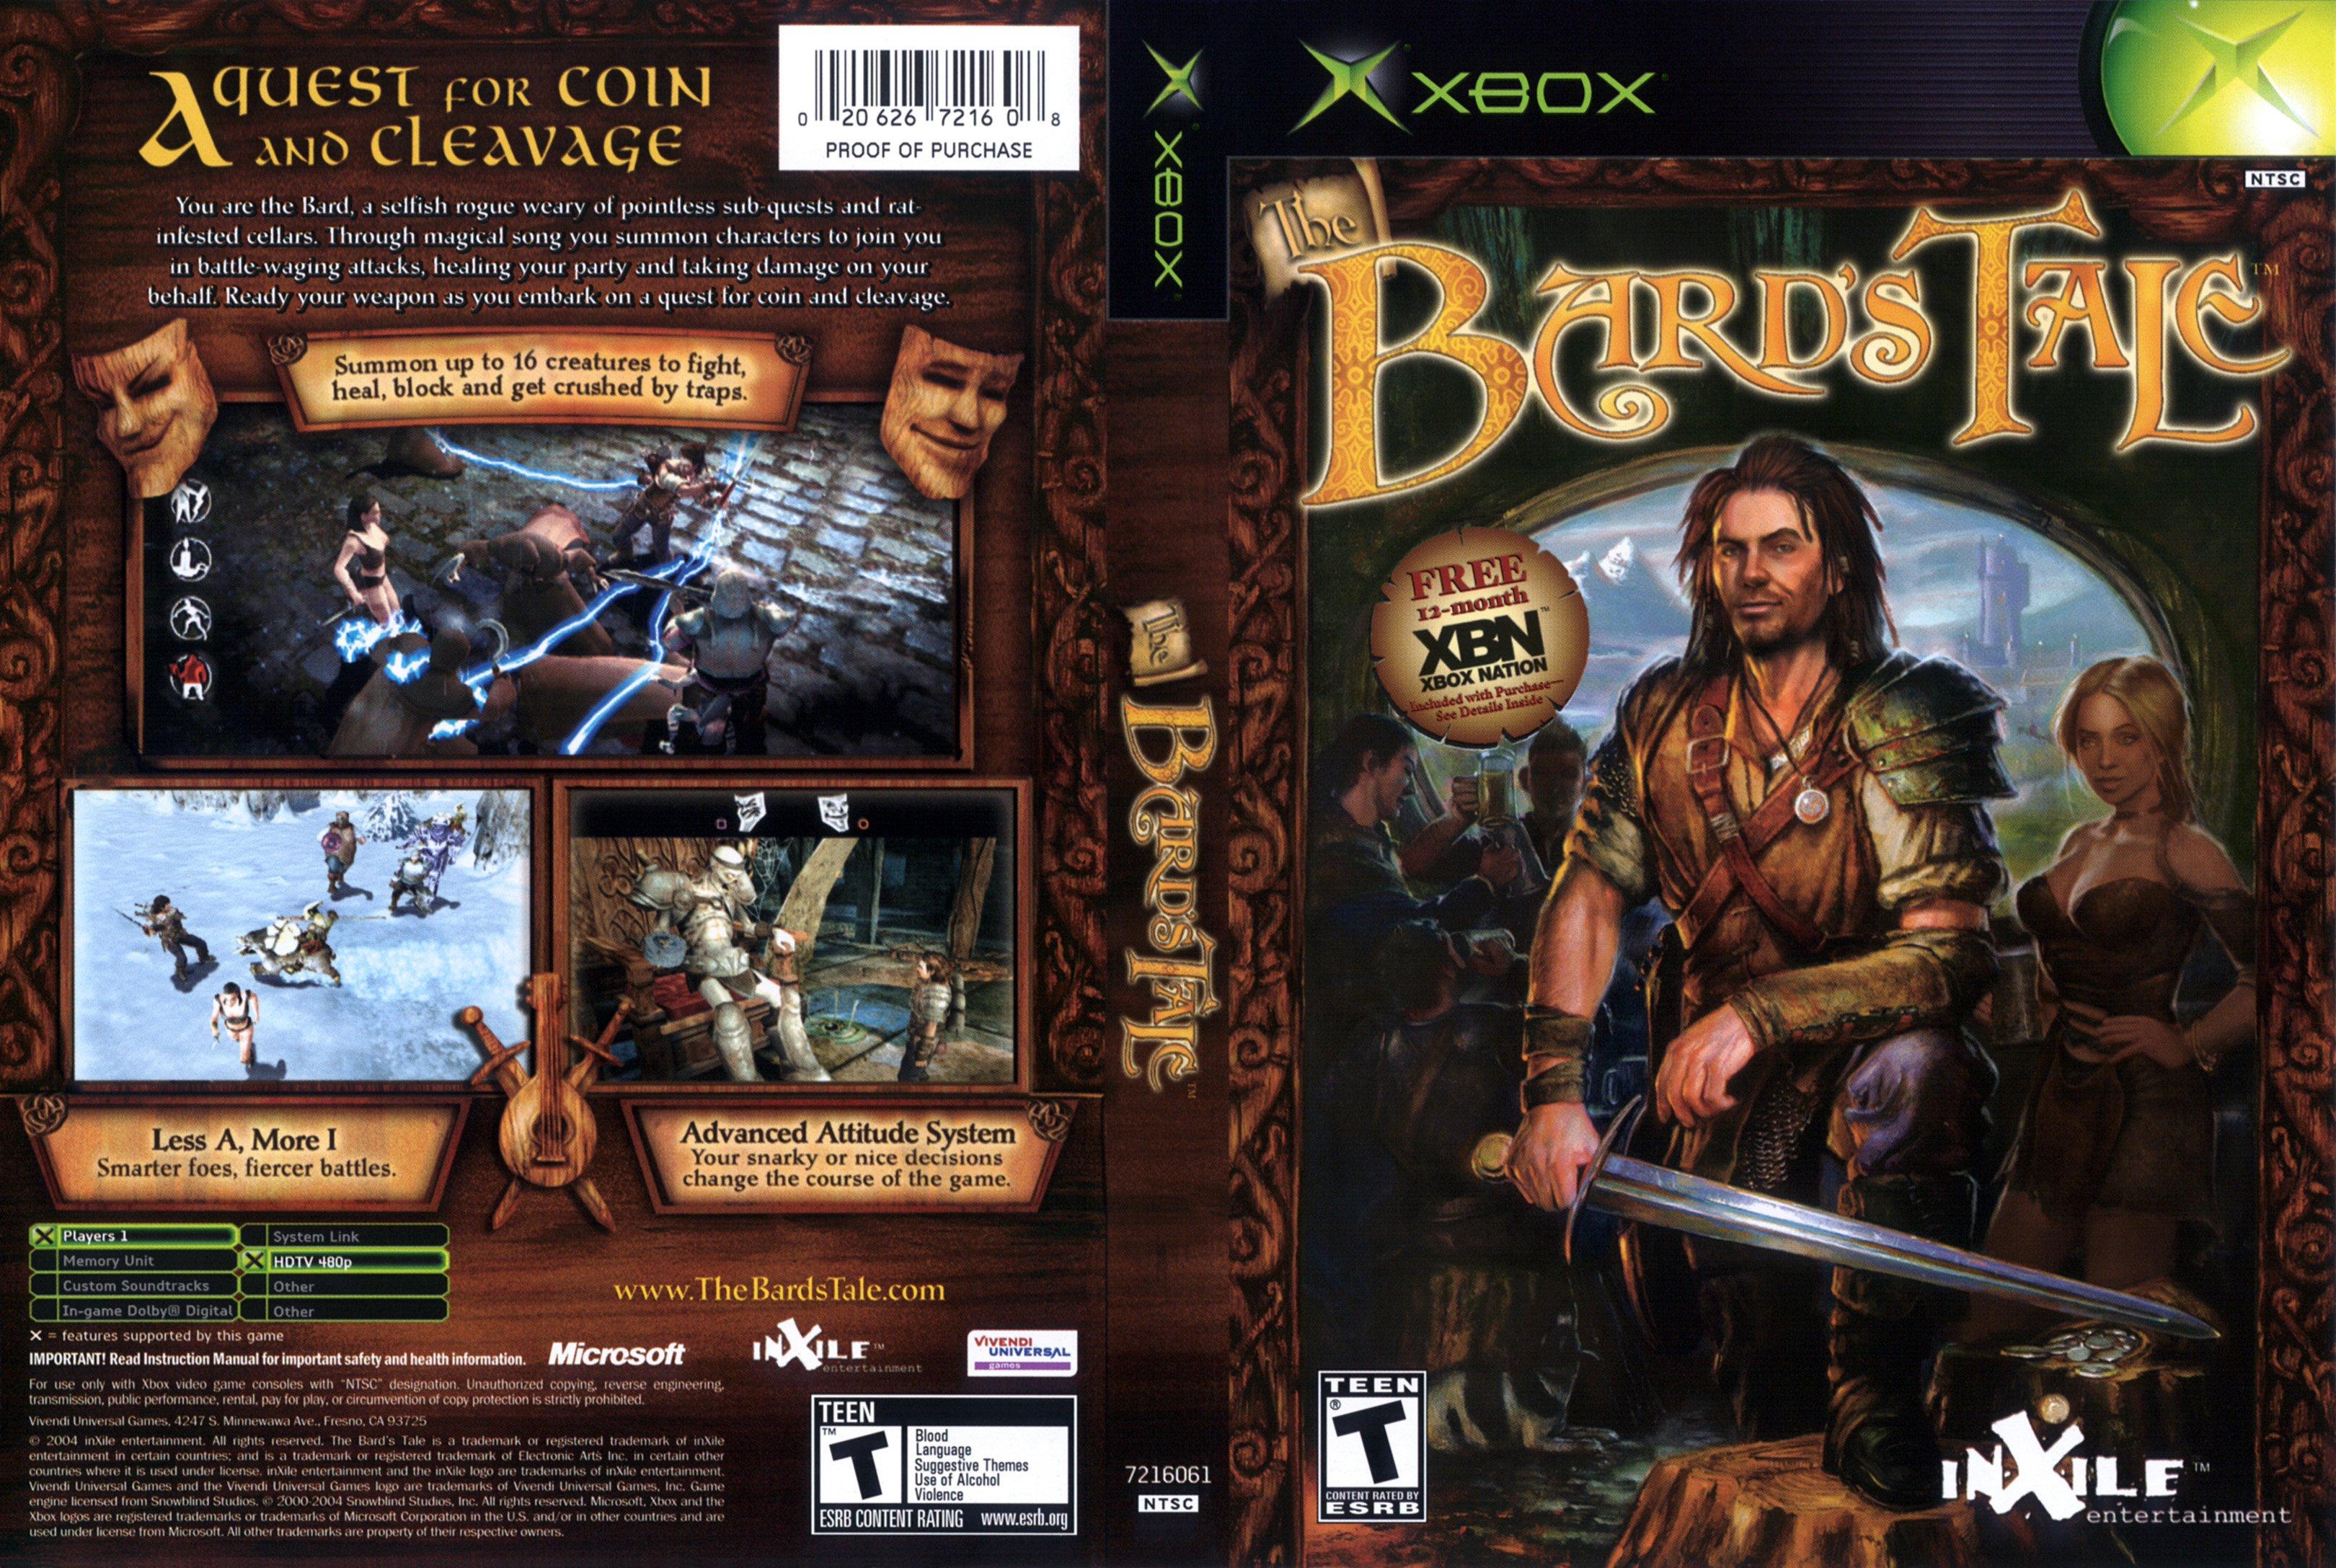 A QUEST FOR COIN
AND CLEAVAGE
0 20626 72160 8
PROOF OF PURCHASE
You are the Bard, a selfish rogue weary of pointless sub-quests and rat-
infested cellars. Through magical song you summon characters to join you
in battle-waging attacks, healing your party and taking damage on your
behalf. Ready your weapon as you embark on a quest for coin and cleavage.
Summon up to 16 creatures to fight,
heal, block and get crushed by traps.
Less A, More I
Smarter foes, fiercer battles.
Advanced Attitude System
Your snarky or nice decisions
change the course of the game.
X Players 1
System Link
Memory Unit
X HDTV 480p
Custom Soundtracks
Other
In-game Dolby® Digital
Other
X = features supported by this game
www.TheBardsTale.com
IMPORTANT! Read Instruction Manual for important safety and health information.
Microsoft
INXILE™
entertainment
VIVENDI
UNIVERSAL
games
For use only with Xbox video game consoles with "NTSC" designation. Unauthorized copying, reverse engineering,
transmission, public performance, rental, pay for play, or circumvention of copy protection is strictly prohibited.
Vivendi Universal Games, 4247 S. Minnewawa Ave., Fresno, CA 93725
© 2004 inXile entertainment. All rights reserved. The Bard's Tale is a trademark or registered trademark of inXile
entertainment in certain countries; and is a trademark or registered trademark of Electronic Arts Inc. in certain other
countries where it is used under license. inXile entertainment and the inXile logo are trademarks of inXile entertainment.
Vivendi Universal Games and the Vivendi Universal Games logo are trademarks of Vivendi Universal Games, Inc. Game
engine licensed from Snowblind Studios. © 2000-2004 Snowblind Studios, Inc. All rights reserved. Microsoft, Xbox and the
Xbox logos are registered trademarks or trademarks of Microsoft Corporation in the U.S. and/or in other countries and are
used under license from Microsoft. All other trademarks are property of their respective owners.
TEEN
T™
Blood
Language
Suggestive Themes
Use of Alcohol
Violence
ESRB CONTENT RATING www.esrb.org
XBOX
The
BARD'S TALE™
7216061
NTSC
XBOX
NTSC
The
BARD'S TALE™
FREE
12-month
XBN™
XBOX NATION
Included with Purchase—
See Details Inside
TEEN
T®
CONTENT RATED BY
ESRB
INXILE™
entertainment